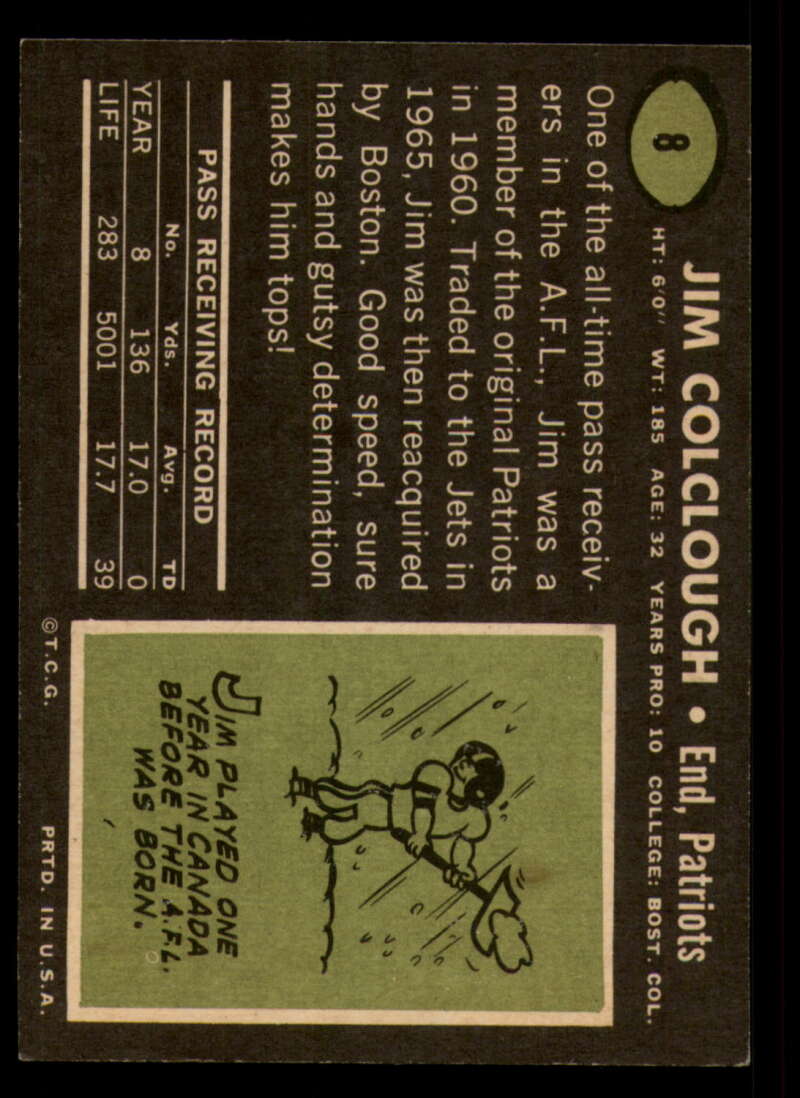 8
JIM COLCLOUGH • End, Patriots
HT: 6'0" WT: 185 AGE: 32 YEARS PRO: 10 COLLEGE: BOST. COL.
One of the all-time pass receiv-
ers in the A.F.L., Jim was a
member of the original Patriots
in 1960. Traded to the Jets in
1965, Jim was then reacquired
by Boston. Good speed, sure
hands and gutsy determination
makes him tops!
PASS RECEIVING RECORD
No. Yds. Avg. TD
YEAR 8 136 17.0 0
LIFE 283 5001 17.7 39
JIM PLAYED ONE
YEAR IN CANADA
BEFORE THE A.F.L.
WAS BORN.
©T.C.G. PRTD. IN U.S.A.